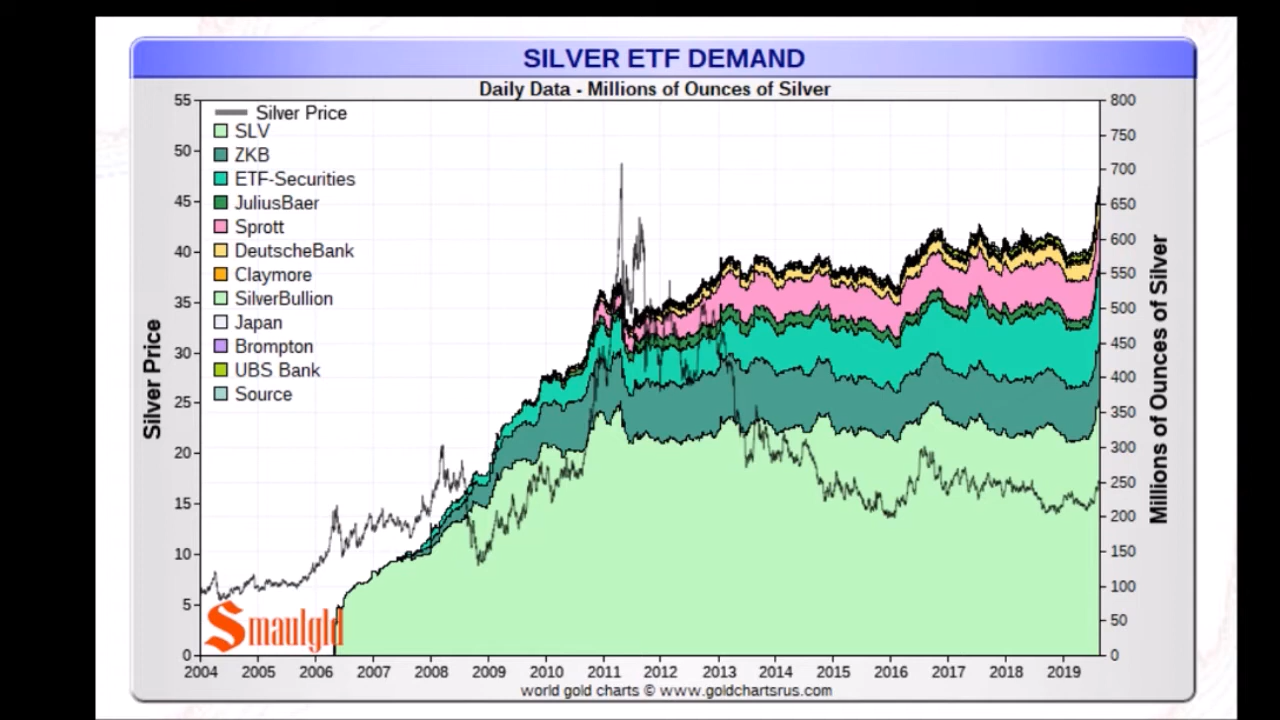 SILVER ETF DEMAND
Daily Data - Millions of Ounces of Silver
55
50
45
40
35
30
25
20
15
10
5
0
Silver Price
Silver Price
SLV
ZKB
ETF-Securities
JuliusBaer
Sprott
DeutscheBank
Claymore
SilverBullion
Japan
Brompton
UBS Bank
Source
Smaulgld
800
750
700
650
600
550
500
450
400
350
300
250
200
150
100
50
0
Millions of Ounces of Silver
2004 2005 2006 2007 2008 2009 2010 2011 2012 2013 2014 2015 2016 2017 2018 2019
world gold charts © www.goldchartsrus.com